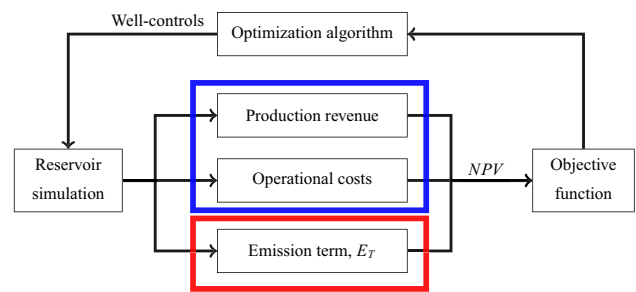 Well-controls
Optimization algorithm
Production revenue
Reservoir
simulation
Operational costs
NPV
Objective
function
Emission term, E_T